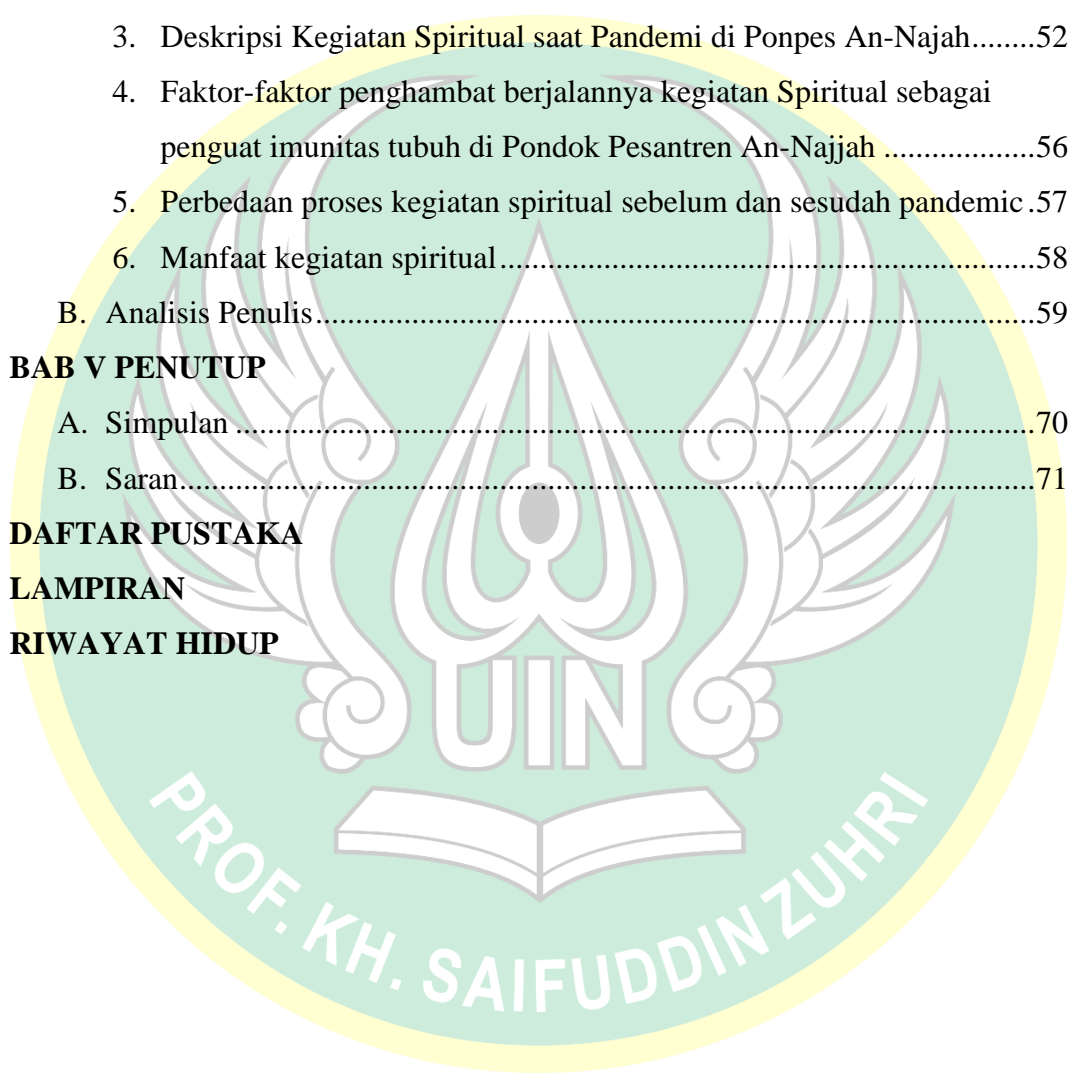 3. Deskripsi Kegiatan Spiritual saat Pandemi di Ponpes An-Najah........52
4. Faktor-faktor penghambat berjalannya kegiatan Spiritual sebagai
penguat imunitas tubuh di Pondok Pesantren An-Najjah ..................56
5. Perbedaan proses kegiatan spiritual sebelum dan sesudah pandemic .57
6. Manfaat kegiatan spiritual....................................................................58
B. Analisis Penulis...........................................................................................59
BAB V PENUTUP
A. Simpulan .....................................................................................................70
B. Saran............................................................................................................71
DAFTAR PUSTAKA
LAMPIRAN
RIWAYAT HIDUP
UIN
PROF. KH. SAIFUDDIN ZUHRI